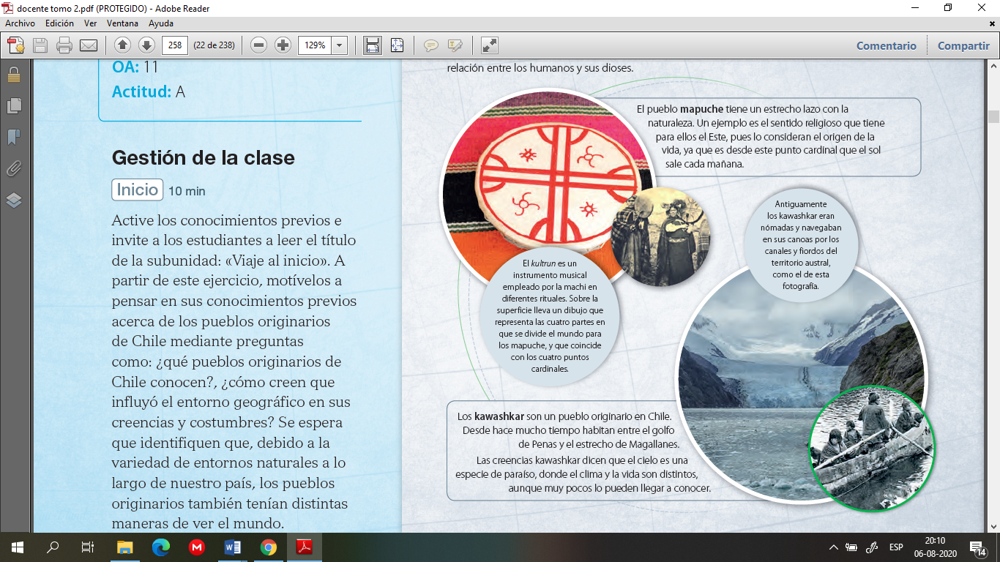 docente tomo 2.pdf (PROTEGIDO) - Adobe Reader
Archivo Edición Ver Ventana Ayuda
258 (22 de 238) 129% Comentario Compartir
OA: 11
Actitud: A
Gestión de la clase
Inicio 10 min
Active los conocimientos previos e
invite a los estudiantes a leer el título
de la subunidad: «Viaje al inicio». A
partir de este ejercicio, motívelos a
pensar en sus conocimientos previos
acerca de los pueblos originarios
de Chile mediante preguntas
como: ¿qué pueblos originarios de
Chile conocen?, ¿cómo creen que
influyó el entorno geográfico en sus
creencias y costumbres? Se espera
que identifiquen que, debido a la
variedad de entornos naturales a lo
largo de nuestro país, los pueblos
originarios también tenían distintas
maneras de ver el mundo.
relación entre los humanos y sus dioses.
El pueblo mapuche tiene un estrecho lazo con la
naturaleza. Un ejemplo es el sentido religioso que tiene
para ellos el Este, pues lo consideran el origen de la
vida, ya que es desde este punto cardinal que el sol
sale cada mañana.
El kultrun es un
instrumento musical
empleado por la machi en
diferentes rituales. Sobre la
superficie lleva un dibujo que
representa las cuatro partes en
que se divide el mundo para
los mapuche, y que coincide
con los cuatro puntos
cardinales.
Antiguamente
los kawashkar eran
nómadas y navegaban
en sus canoas por los
canales y fiordos del
territorio austral,
como el de esta
fotografía.
Los kawashkar son un pueblo originario en Chile.
Desde hace mucho tiempo habitan entre el golfo
de Penas y el estrecho de Magallanes.
Las creencias kawashkar dicen que el cielo es una
especie de paraíso, donde el clima y la vida son distintos,
aunque muy pocos lo pueden llegar a conocer.
ESP
20:10
06-08-2020
14